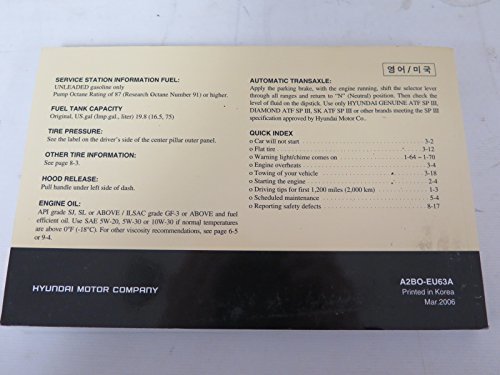 SERVICE STATION INFORMATION FUEL:
UNLEADED gasoline only
Pump Octane Rating of 87 (Research Octane Number 91) or higher.
FUEL TANK CAPACITY
Original, US.gal (Imp.gal., liter) 19.8 (16.5, 75)
TIRE PRESSURE:
See the label on the driver's side of the center pillar outer panel.
OTHER TIRE INFORMATION:
See page 8-3.
HOOD RELEASE:
Pull handle under left side of dash.
ENGINE OIL:
API grade SJ, SL or ABOVE / ILSAC grade GF-3 or ABOVE and fuel
efficient oil. Use SAE 5W-20, 5W-30 or 10W-30 if normal temperatures
are above 0°F (-18°C). For other viscosity recommendations, see page 6-5
or 9-4.
영어/미국
AUTOMATIC TRANSAXLE:
Apply the parking brake, with the engine running, shift the selector lever
through all ranges and return to "N" (Neutral) position. Then check the
level of fluid on the dipstick. Use only HYUNDAI GENUINE ATF SP III,
DIAMOND ATF SP III, SK ATF SP III or other brands meeting the SP III
specification approved by Hyundai Motor Co.
QUICK INDEX
o Car will not start 3-2
o Flat tire 3-12
o Warning light/chime comes on 1-64 ~ 1-70
o Engine overheats 3-4
o Towing of your vehicle 3-18
o Starting the engine 2-4
o Driving tips for first 1,200 miles (2,000 km) 1-3
o Scheduled maintenance 5-4
o Reporting safety defects 8-17
HYUNDAI MOTOR COMPANY
A2BO-EU63A
Printed in Korea
Mar.2006